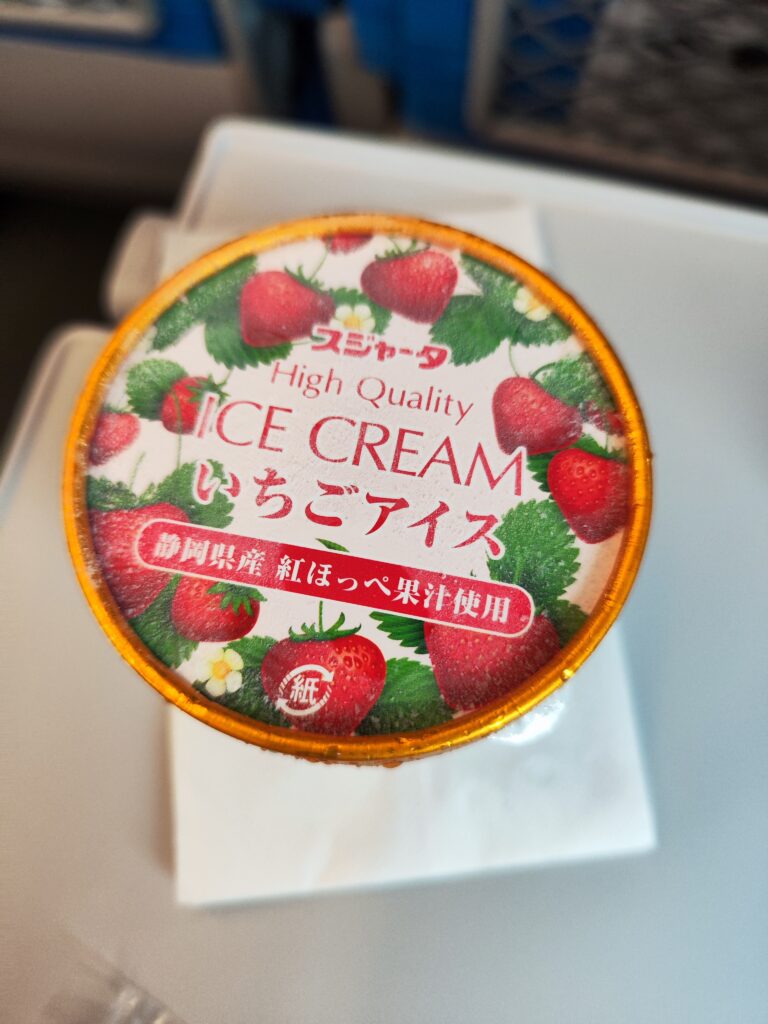 スジャータ
High Quality
ICE CREAM
いちごアイス
静岡県産 紅ほっぺ果汁使用
紙